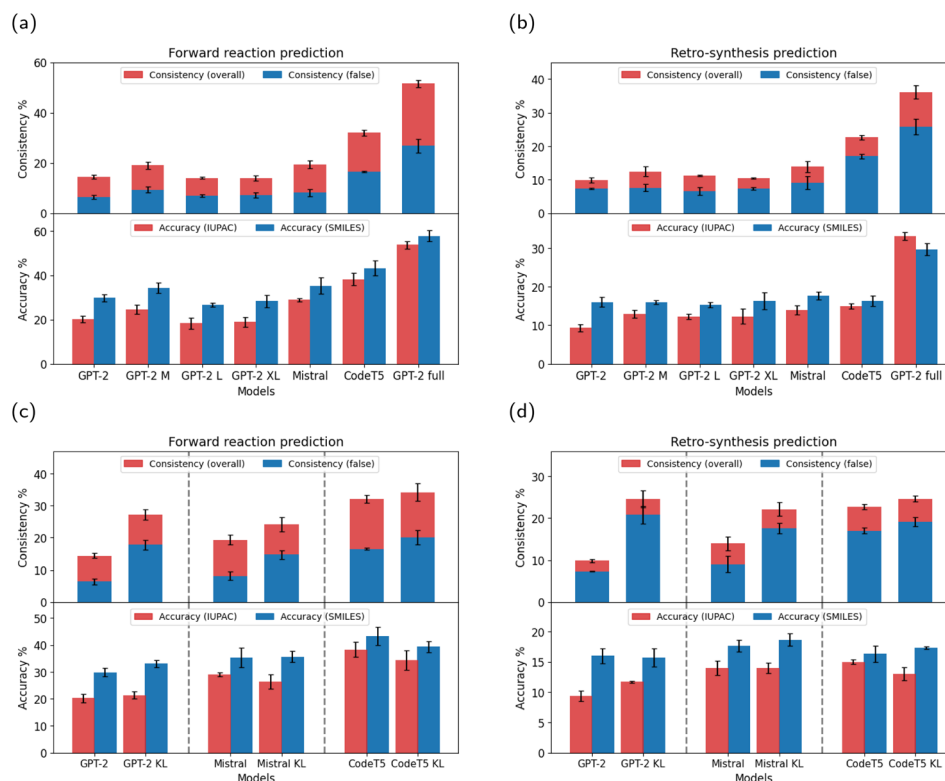 (a)
Forward reaction prediction
Consistency (overall) Consistency (false)
Consistency %
60
40
20
0
Accuracy (IUPAC) Accuracy (SMILES)
Accuracy %
60
40
20
0
GPT-2 GPT-2 M GPT-2 L GPT-2 XL Mistral CodeT5 GPT-2 full
Models
(b)
Retro-synthesis prediction
Consistency (overall) Consistency (false)
Consistency %
40
30
20
10
0
Accuracy (IUPAC) Accuracy (SMILES)
Accuracy %
30
20
10
0
GPT-2 GPT-2 M GPT-2 L GPT-2 XL Mistral CodeT5 GPT-2 full
Models
(c)
Forward reaction prediction
Consistency (overall) Consistency (false)
Consistency %
40
30
20
10
0
Accuracy (IUPAC) Accuracy (SMILES)
Accuracy %
50
40
30
20
10
0
GPT-2 GPT-2 KL Mistral Mistral KL CodeT5 CodeT5 KL
Models
(d)
Retro-synthesis prediction
Consistency (overall) Consistency (false)
Consistency %
30
20
10
0
Accuracy (IUPAC) Accuracy (SMILES)
Accuracy %
20
15
10
5
0
GPT-2 GPT-2 KL Mistral Mistral KL CodeT5 CodeT5 KL
Models